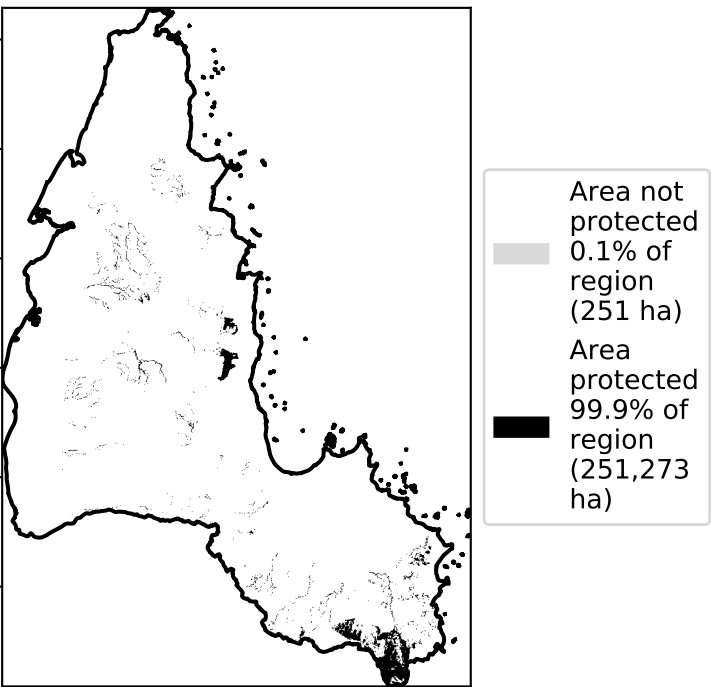 Area not
protected
0.1% of
region
(251 ha)
Area
protected
99.9% of
region
(251,273
ha)